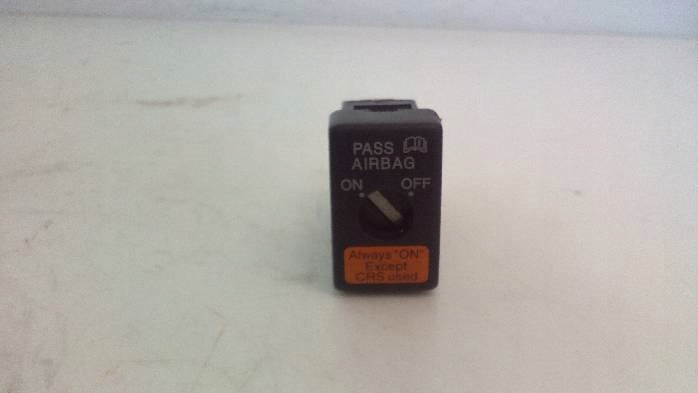 PASS
AIRBAG
ON OFF
Always "ON"
Except
CRS used